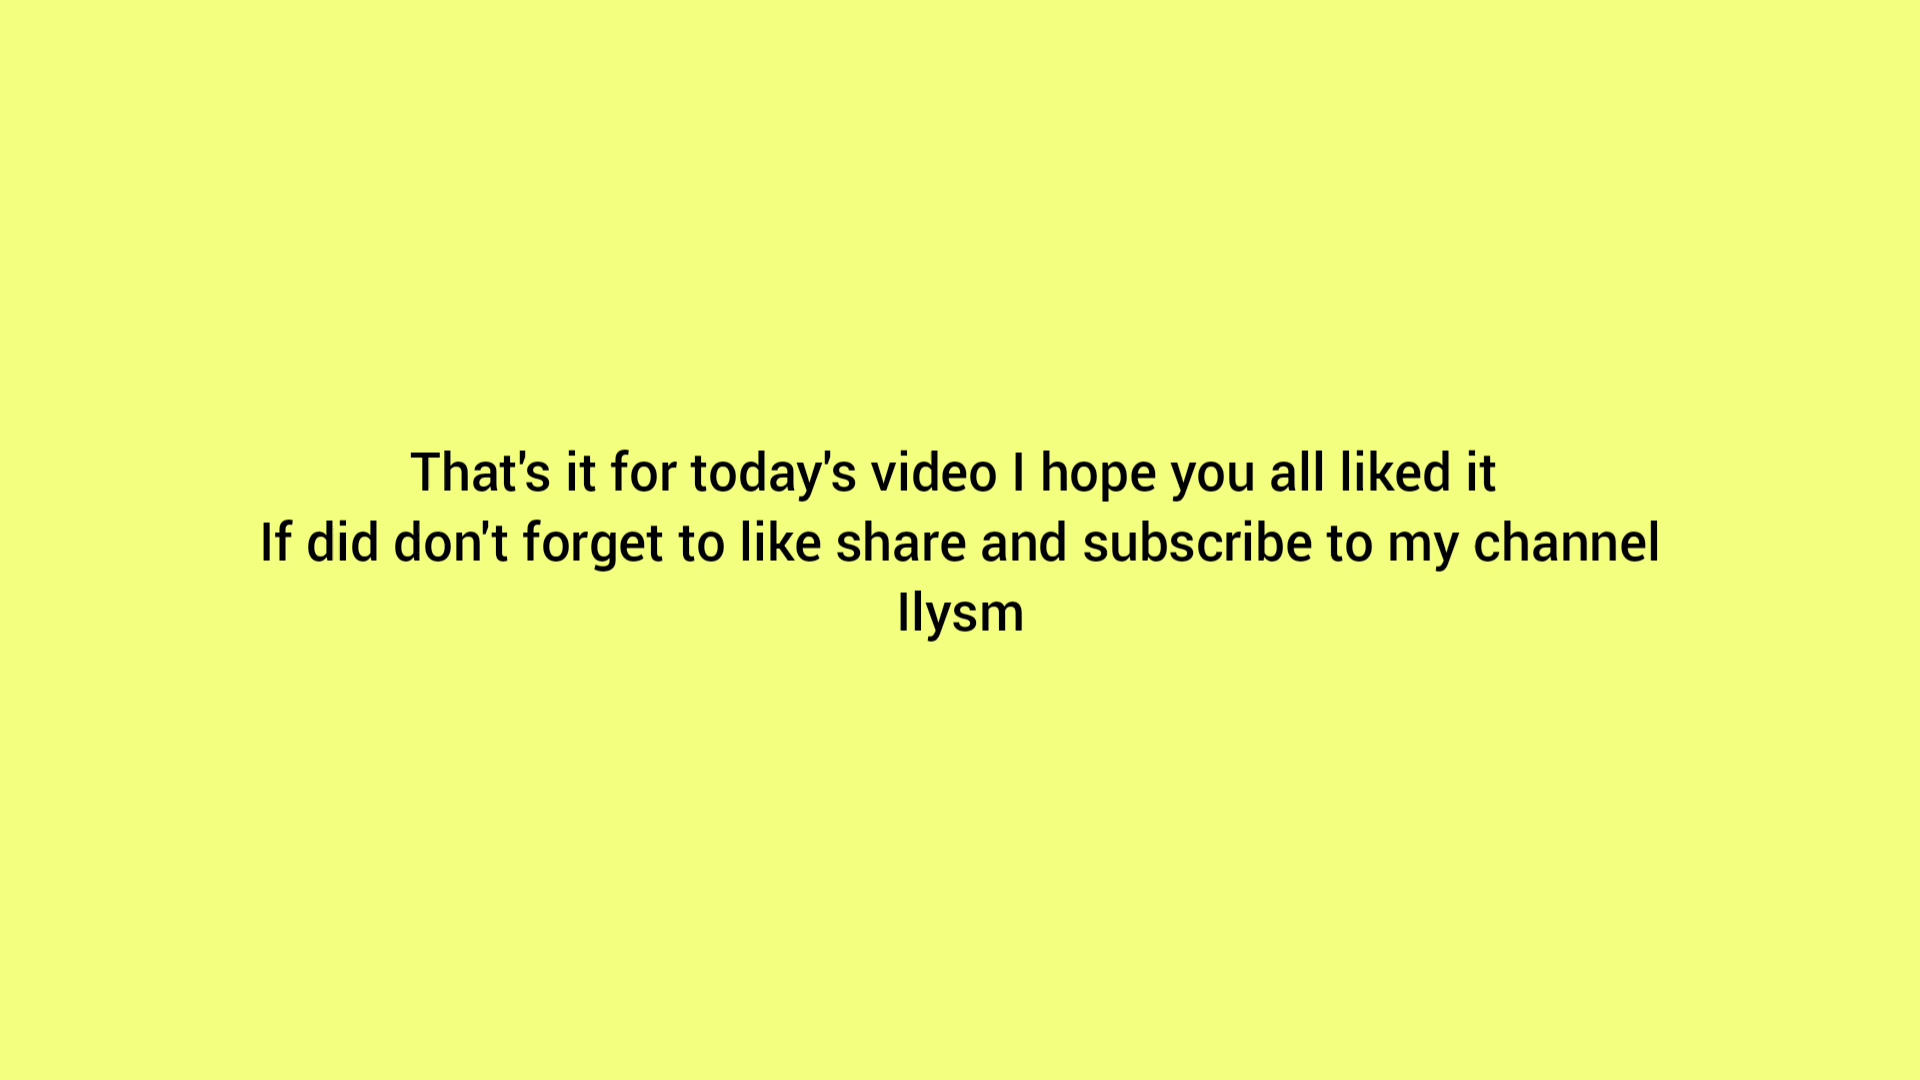 That's it for today's video I hope you all liked it
If did don't forget to like share and subscribe to my channel
Ilysm